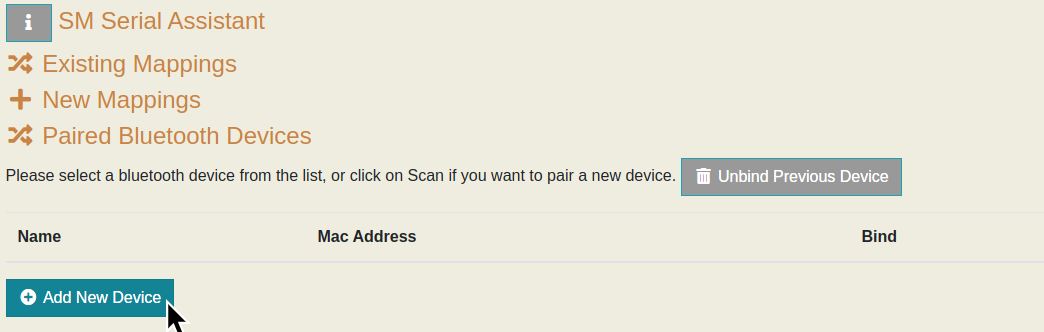 SM Serial Assistant
Existing Mappings
New Mappings
Paired Bluetooth Devices
Please select a bluetooth device from the list, or click on Scan if you want to pair a new device. Unbind Previous Device
Name Mac Address Bind
Add New Device